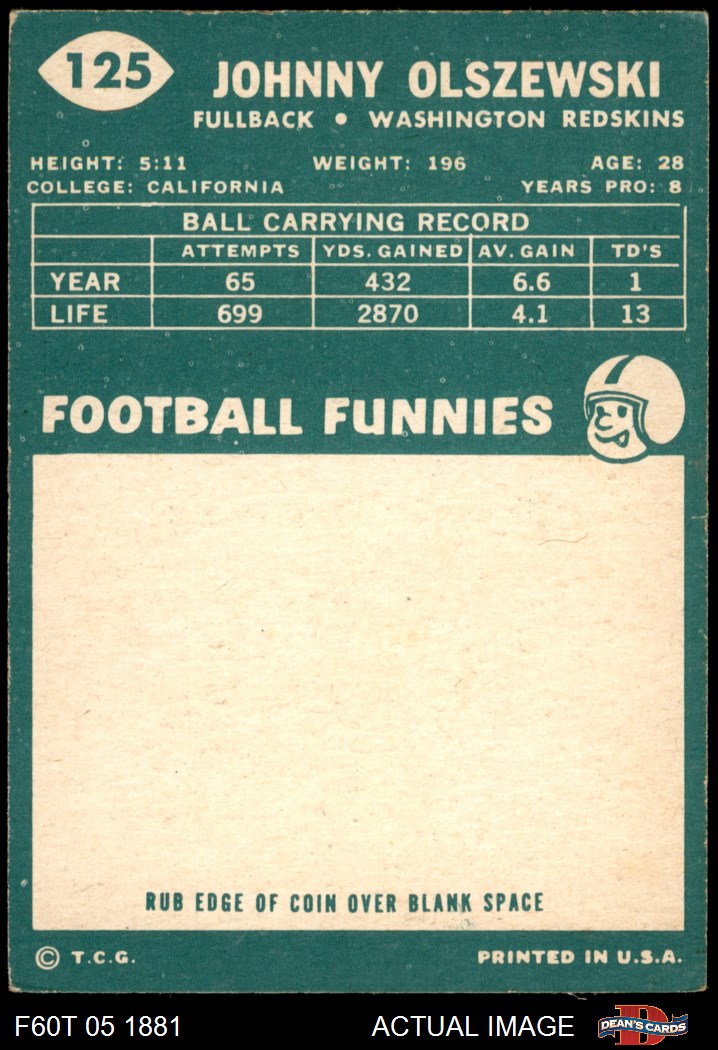 125
JOHNNY OLSZEWSKI
FULLBACK • WASHINGTON REDSKINS
HEIGHT: 5:11 WEIGHT: 196 AGE: 28
COLLEGE: CALIFORNIA YEARS PRO: 8
BALL CARRYING RECORD
ATTEMPTS YDS. GAINED AV. GAIN TD'S
YEAR 65 432 6.6 1
LIFE 699 2870 4.1 13
FOOTBALL FUNNIES
RUB EDGE OF COIN OVER BLANK SPACE
© T.C.G. PRINTED IN U.S.A.
F60T 05 1881 ACTUAL IMAGE D DEAN'S CARDS